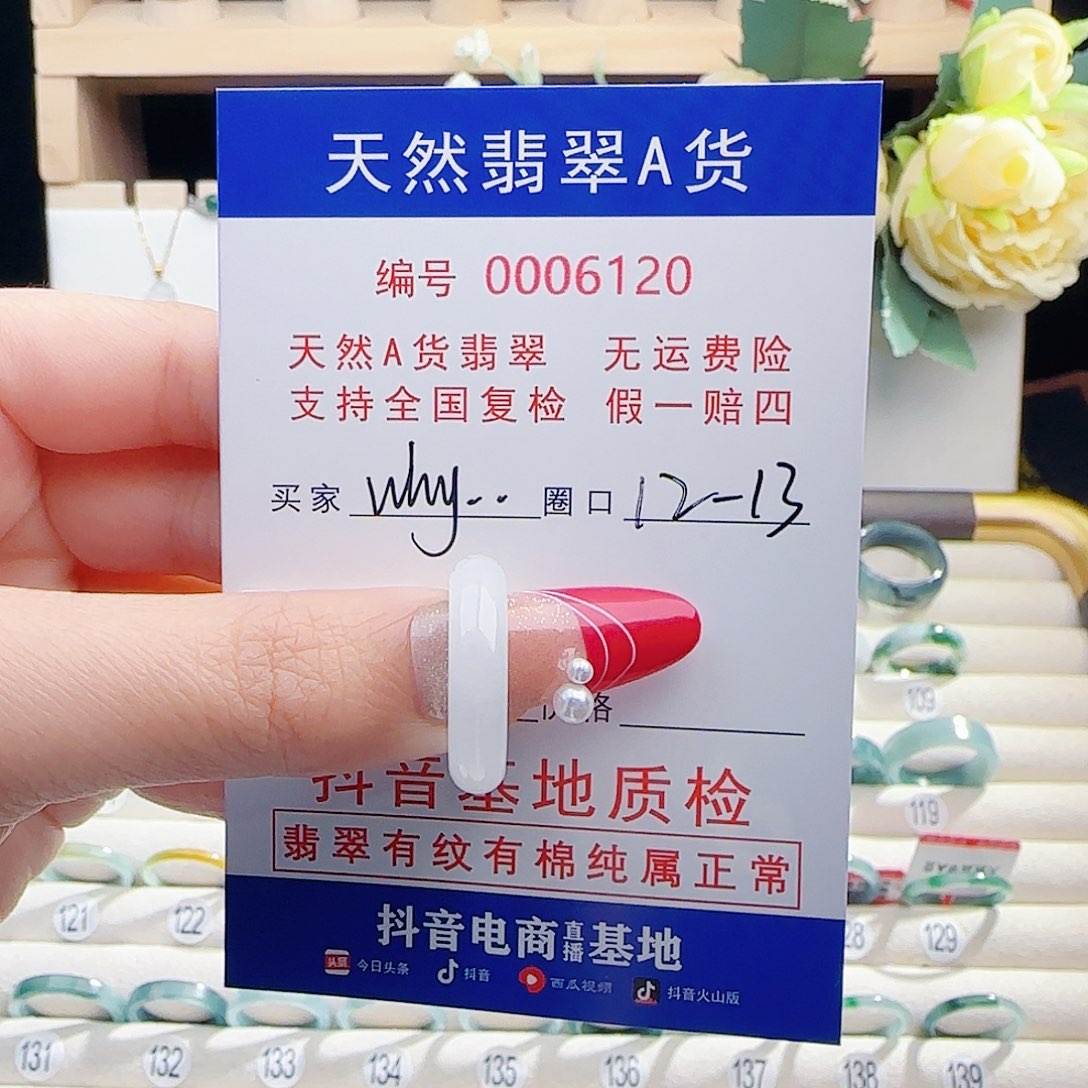 天然翡翠A货
编号 0006120
天然A货翡翠 无运费险
支持全国复检 假一赔四
买家 why.. 圈口 12-13
格
抖音基地质检
翡翠有纹有棉纯属正常
抖音电商直播基地
头条 今日头条 抖音 西瓜视频 抖音火山版
109
119
121 122 28 129
131 132 133 134 135 136 137 138 139